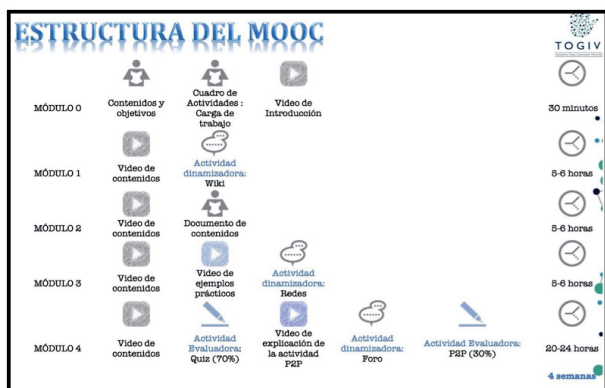 ESTRUCTURA DEL MOOC
TOGIV
MÓDULO 0
Contenidos y
objetivos
Cuadro de
Actividades :
Carga de
trabajo
Video de
Introducción
30 minutos
MÓDULO 1
Video de
contenidos
Actividad
dinamizadora:
Wiki
5-6 horas
MÓDULO 2
Video de
contenidos
Documento de
contenidos
5-6 horas
MÓDULO 3
Video de
contenidos
Video de
ejemplos
prácticos
Actividad
dinamizadora:
Redes
5-6 horas
MÓDULO 4
Video de
contenidos
Actividad
Evaluadora:
Quiz (70%)
Video de
explicación de
la actividad
P2P
Actividad
dinamizadora:
Foro
Actividad Evaluadora:
P2P (30%)
20-24 horas
4 semanas